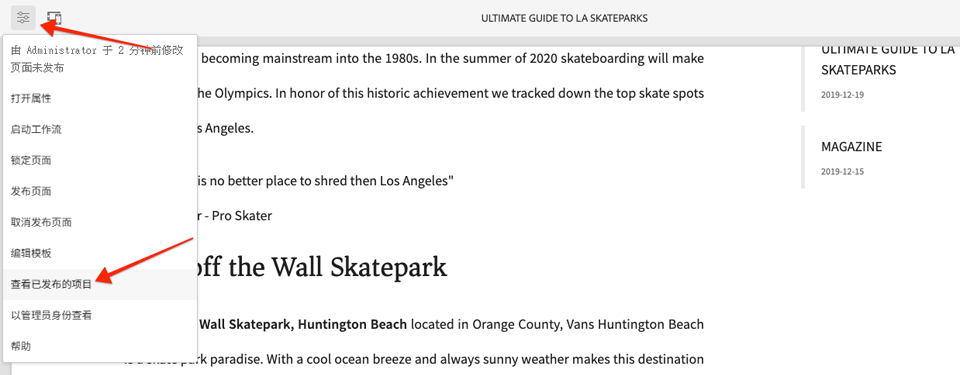 ULTIMATE GUIDE TO LA SKATEPARKS
由 Administrator 于 2 分钟前修改
页面未发布
打开属性
启动工作流
锁定页面
发布页面
取消发布页面
编辑模板
查看已发布的项目
以管理员身份查看
帮助
becoming mainstream into the 1980s. In the summer of 2020 skateboarding will make
he Olympics. In honor of this historic achievement we tracked down the top skate spots
s Angeles.
is no better place to shred then Los Angeles"
r - Pro Skater
off the Wall Skatepark
Wall Skatepark, Huntington Beach located in Orange County, Vans Huntington Beach
is a skate park paradise. With a cool ocean breeze and always sunny weather makes this destination
ULTIMATE GUIDE TO LA
SKATEPARKS
2019-12-19
MAGAZINE
2019-12-15